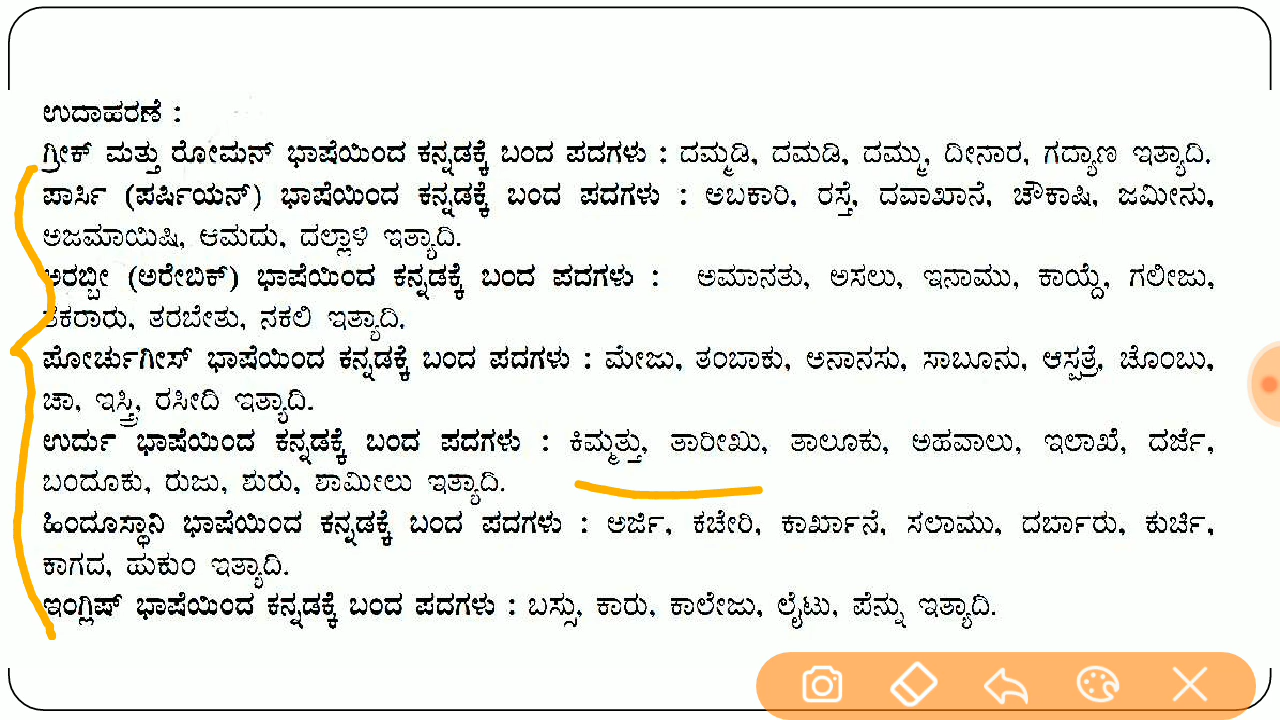 ಉದಾಹರಣೆ :
ಗ್ರೀಕ್ ಮತ್ತು ರೋಮನ್ ಭಾಷೆಯಿಂದ ಕನ್ನಡಕ್ಕೆ ಬಂದ ಪದಗಳು : ದಮ್ಮಡಿ, ದಮಡಿ, ದಮ್ಮು, ದೀನಾರ, ಗದ್ಯಾಣ ಇತ್ಯಾದಿ.
ಪಾರ್ಸಿ (ಪರ್ಷಿಯನ್) ಭಾಷೆಯಿಂದ ಕನ್ನಡಕ್ಕೆ ಬಂದ ಪದಗಳು : ಅಬಕಾರಿ, ರಸ್ತೆ, ದವಾಖಾನೆ, ಚೌಕಾಷಿ, ಜಮೀನು,
ಅಜಮಾಯಿಷಿ, ಆಮದು, ದಲ್ಲಾಳಿ ಇತ್ಯಾದಿ.
ಅರಬ್ಬೀ (ಅರೇಬಿಕ್) ಭಾಷೆಯಿಂದ ಕನ್ನಡಕ್ಕೆ ಬಂದ ಪದಗಳು : ಅಮಾನತು, ಅಸಲು, ಇನಾಮು, ಕಾಯ್ದೆ, ಗಲೀಜು,
ತಕರಾರು, ತರಬೇತು, ನಕಲಿ ಇತ್ಯಾದಿ.
ಪೋರ್ಚುಗೀಸ್ ಭಾಷೆಯಿಂದ ಕನ್ನಡಕ್ಕೆ ಬಂದ ಪದಗಳು : ಮೇಜು, ತಂಬಾಕು, ಅನಾನಸು, ಸಾಬೂನು, ಆಸ್ಪತ್ರೆ, ಚೊಂಬು,
ಚಾ, ಇಸ್ತ್ರಿ, ರಸೀದಿ ಇತ್ಯಾದಿ.
ಉರ್ದು ಭಾಷೆಯಿಂದ ಕನ್ನಡಕ್ಕೆ ಬಂದ ಪದಗಳು : ಕಿಮ್ಮತ್ತು, ತಾರೀಖು, ತಾಲೂಕು, ಅಹವಾಲು, ಇಲಾಖೆ, ದರ್ಜೆ,
ಬಂದೂಕು, ರುಜು, ಶುರು, ಶಾಮೀಲು ಇತ್ಯಾದಿ.
ಹಿಂದೂಸ್ಥಾನಿ ಭಾಷೆಯಿಂದ ಕನ್ನಡಕ್ಕೆ ಬಂದ ಪದಗಳು : ಅರ್ಜಿ, ಕಚೇರಿ, ಕಾರ್ಖಾನೆ, ಸಲಾಮು, ದರ್ಬಾರು, ಕುರ್ಚಿ,
ಕಾಗದ, ಹುಕುಂ ಇತ್ಯಾದಿ.
ಇಂಗ್ಲಿಷ್ ಭಾಷೆಯಿಂದ ಕನ್ನಡಕ್ಕೆ ಬಂದ ಪದಗಳು : ಬಸ್ಸು, ಕಾರು, ಕಾಲೇಜು, ಲೈಟು, ಪೆನ್ನು ಇತ್ಯಾದಿ.